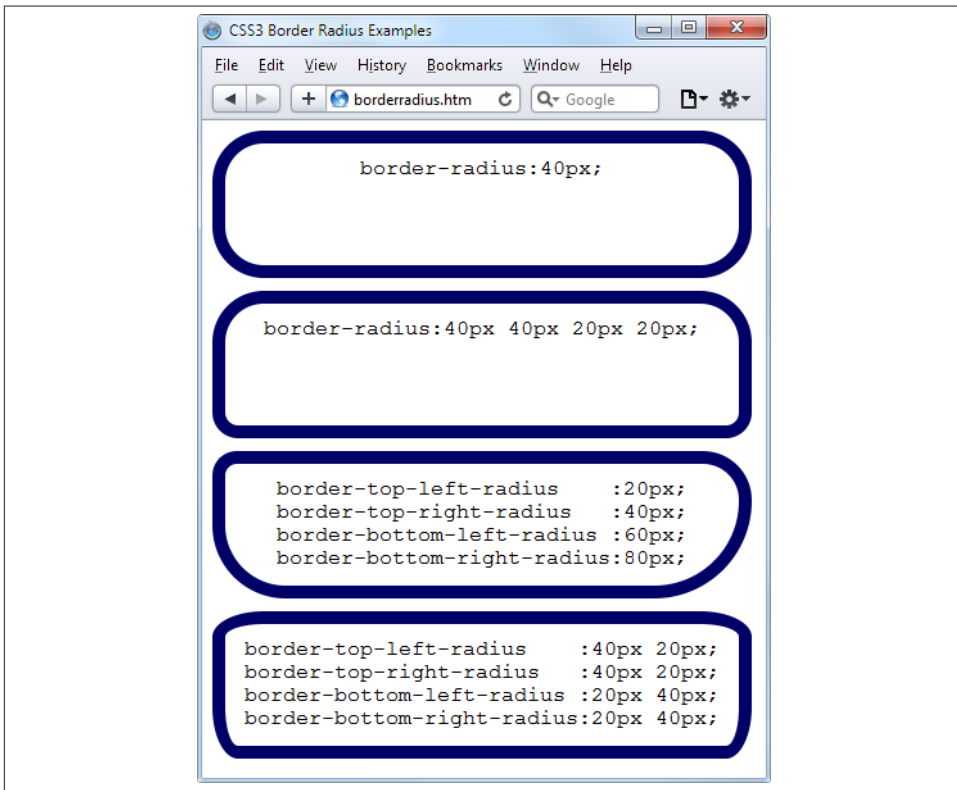 CSS3 Border Radius Examples
File Edit View History Bookmarks Window Help
borderradius.htm Google
border-radius:40px;
border-radius:40px 40px 20px 20px;
border-top-left-radius    :20px;
border-top-right-radius   :40px;
border-bottom-left-radius :60px;
border-bottom-right-radius:80px;
border-top-left-radius    :40px 20px;
border-top-right-radius   :40px 20px;
border-bottom-left-radius :20px 40px;
border-bottom-right-radius:20px 40px;